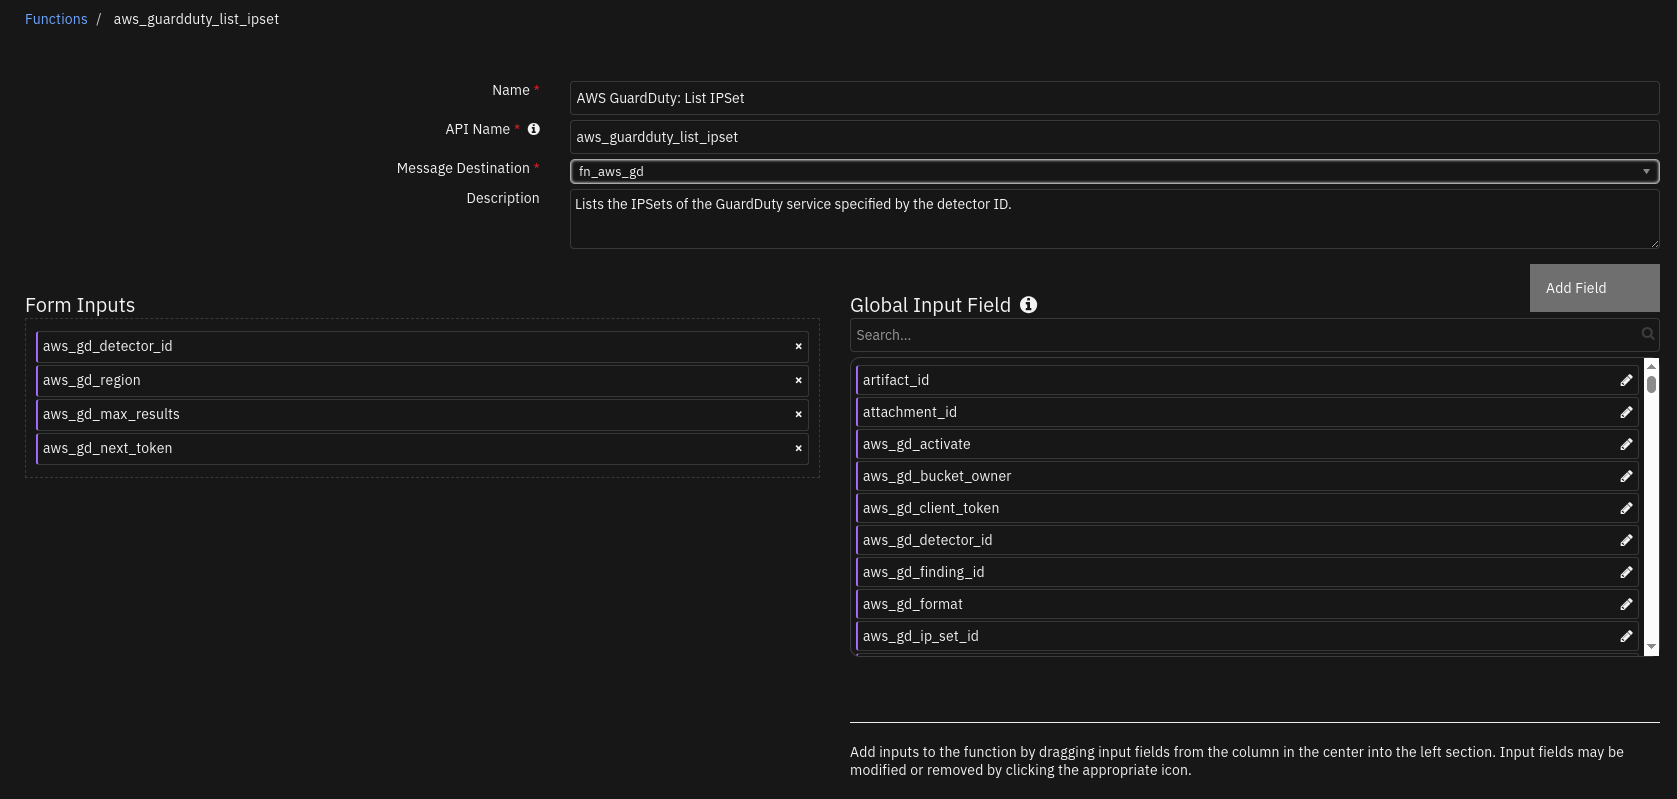 Functions / aws_guardduty_list_ipset
Name *
AWS GuardDuty: List IPSet
API Name *
aws_guardduty_list_ipset
Message Destination *
fn_aws_gd
Description
Lists the IPSets of the GuardDuty service specified by the detector ID.
Form Inputs
aws_gd_detector_id ×
aws_gd_region ×
aws_gd_max_results ×
aws_gd_next_token ×
Add Field
Global Input Field
Search...
artifact_id
attachment_id
aws_gd_activate
aws_gd_bucket_owner
aws_gd_client_token
aws_gd_detector_id
aws_gd_finding_id
aws_gd_format
aws_gd_ip_set_id
Add inputs to the function by dragging input fields from the column in the center into the left section. Input fields may be
modified or removed by clicking the appropriate icon.